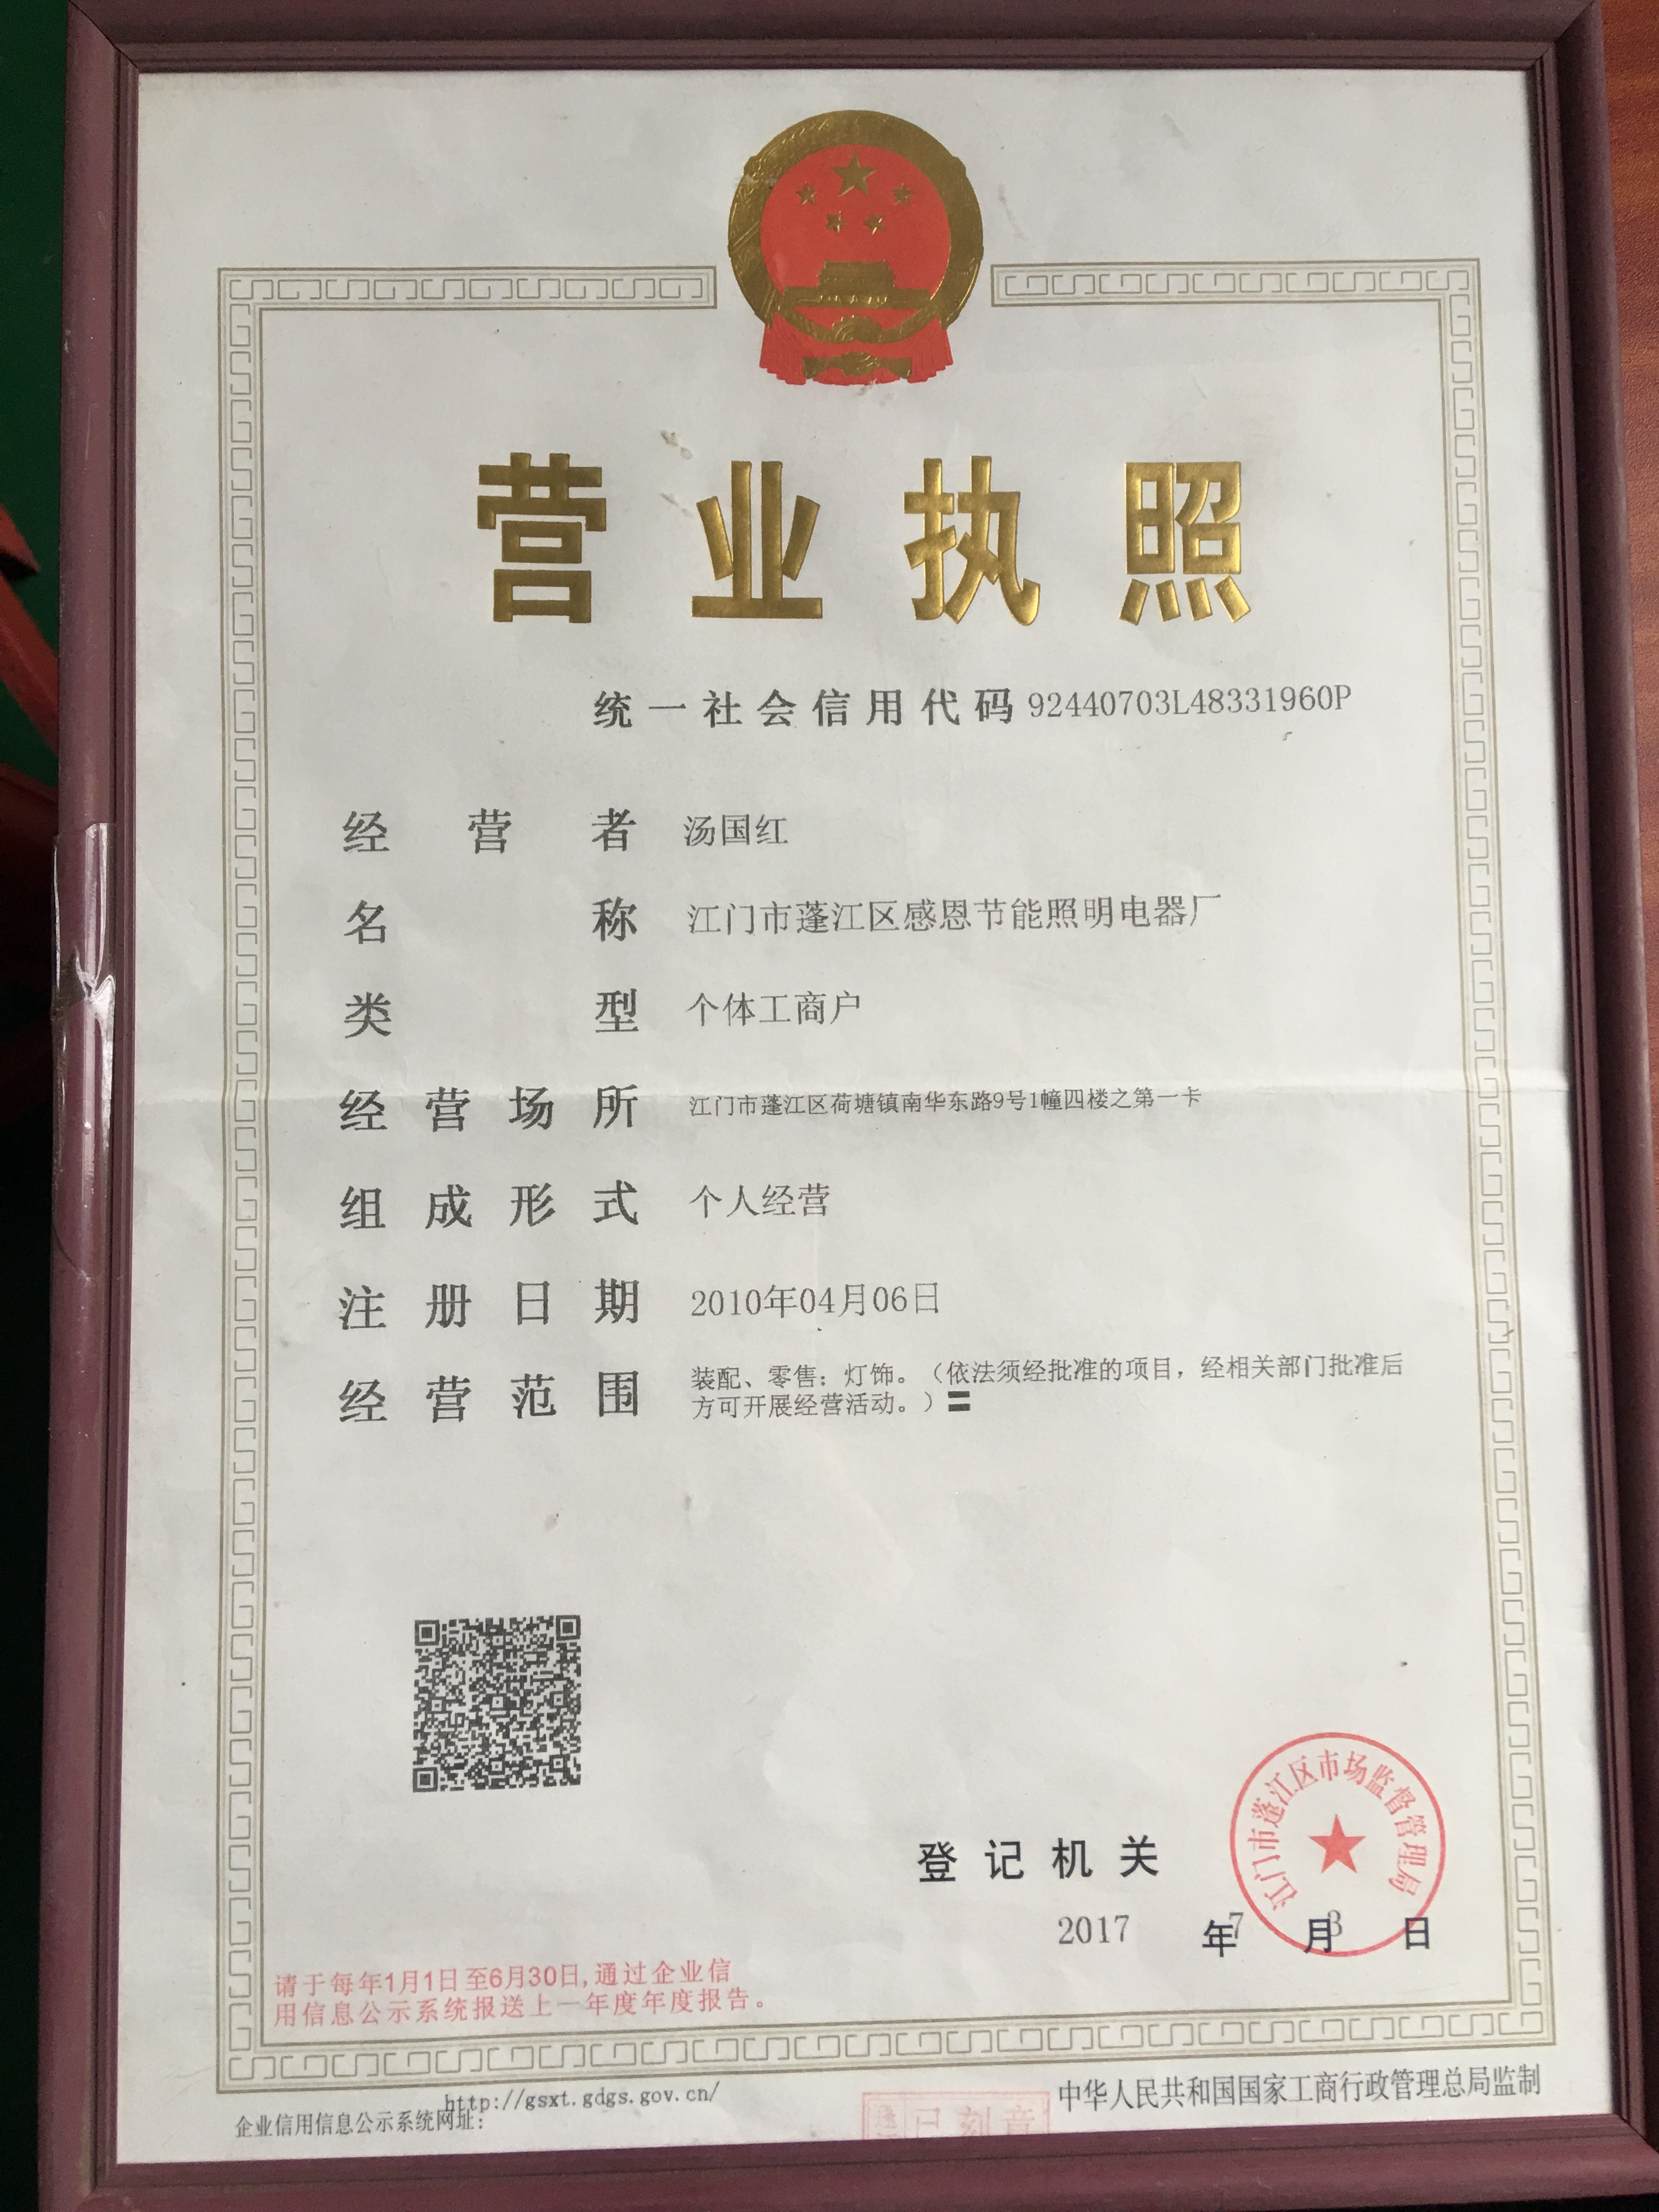 营业执照
统一社会信用代码 92440703L48331960P
经营者 汤国红
名称 江门市蓬江区感恩节能照明电器厂
类型 个体工商户
经营场所 江门市蓬江区荷塘镇南华东路9号1幢四楼之第一卡
组成形式 个人经营
注册日期 2010年04月06日
经营范围 装配、零售：灯饰。（依法须经批准的项目，经相关部门批准后
方可开展经营活动。）〓
江门市蓬江区市场监督管理局
登记机关
2017年7月3日
请于每年1月1日至6月30日,通过企业信
用信息公示系统报送上一年度年度报告。
http://gsxt.gdgs.gov.cn/
企业信用信息公示系统网址：
已刻章
中华人民共和国国家工商行政管理总局监制